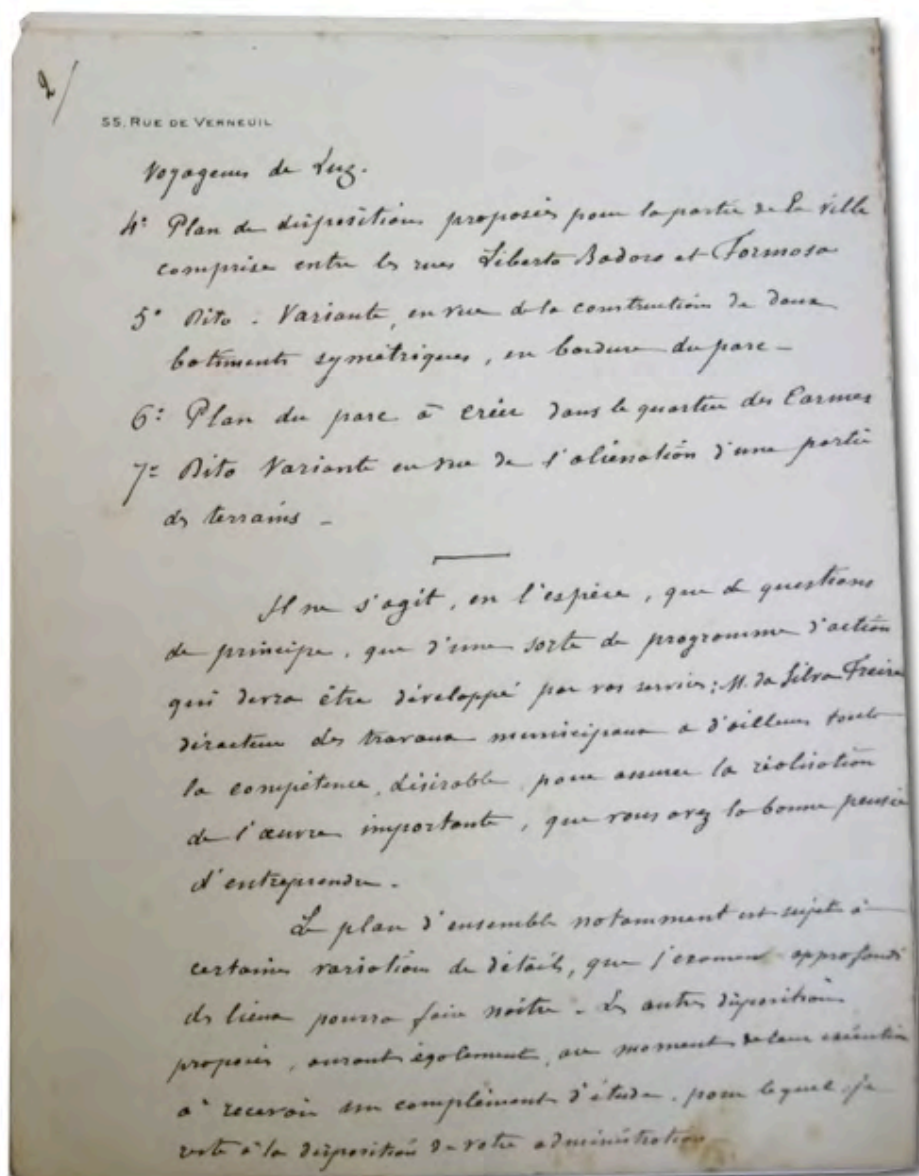 2/
55, RUE DE VERNEUIL
Voyageurs de Luz.
4° Plan de dispositions proposées pour la partie de la ville
comprise entre les rues Liberto Badoro et Formosa
5° Dito - Variante, en vue de la construction de deux
batiments symétriques, en bordure du parc -
6° Plan du parc à créer dans le quartier des Carmes
7° Dito Variante en vue de l'aliénation d'une partie
des terrains -
Il ne s'agit, en l'espèce, que de questions
de principe, que d'une sorte de programme d'action
qui devra être développé par vos services; M. da Silva Freire
directeur des travaux municipaux a d'ailleurs toute
la compétence désirable pour assurer la réalisation
de l'œuvre importante, que vous avez la bonne pensée
d'entreprendre.
Le plan d'ensemble notamment est sujet à
certaines variations de détails, que l'examen approfondi
des lieux pourra faire naître - Les autres dispositions
proposées, auront également, au moment de leur exécution
à recevoir un complément d'étude, pour lequel je
reste à la disposition de votre administration -